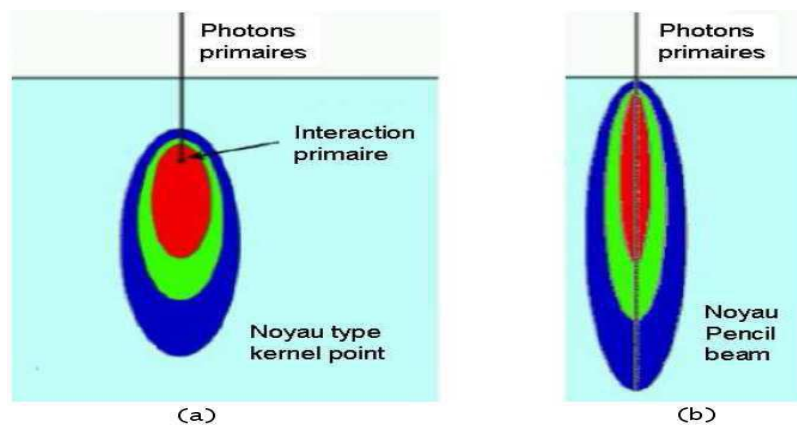 Photons
primaires
Interaction
primaire
Noyau type
kernel point
(a)
Photons
primaires
Noyau
Pencil
beam
(b)